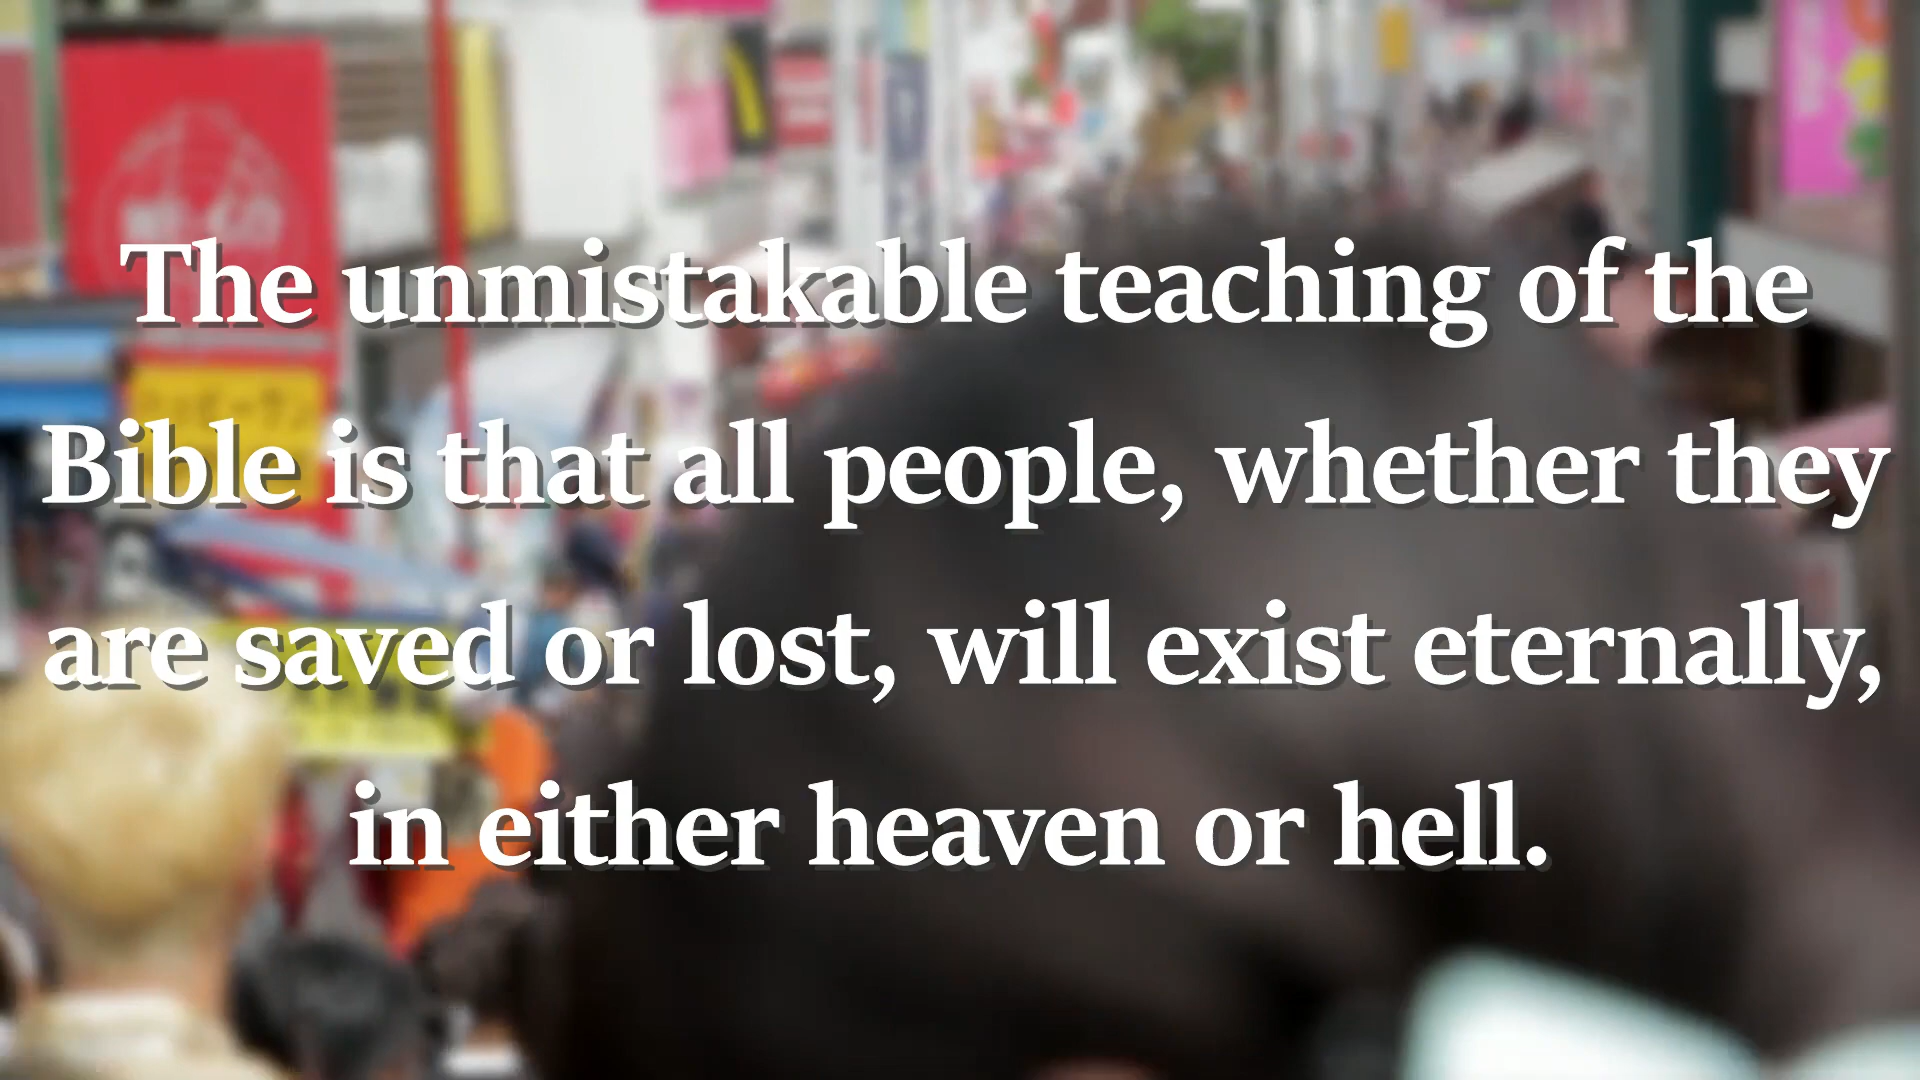 The unmistakable teaching of the
Bible is that all people, whether they
are saved or lost, will exist eternally,
in either heaven or hell.